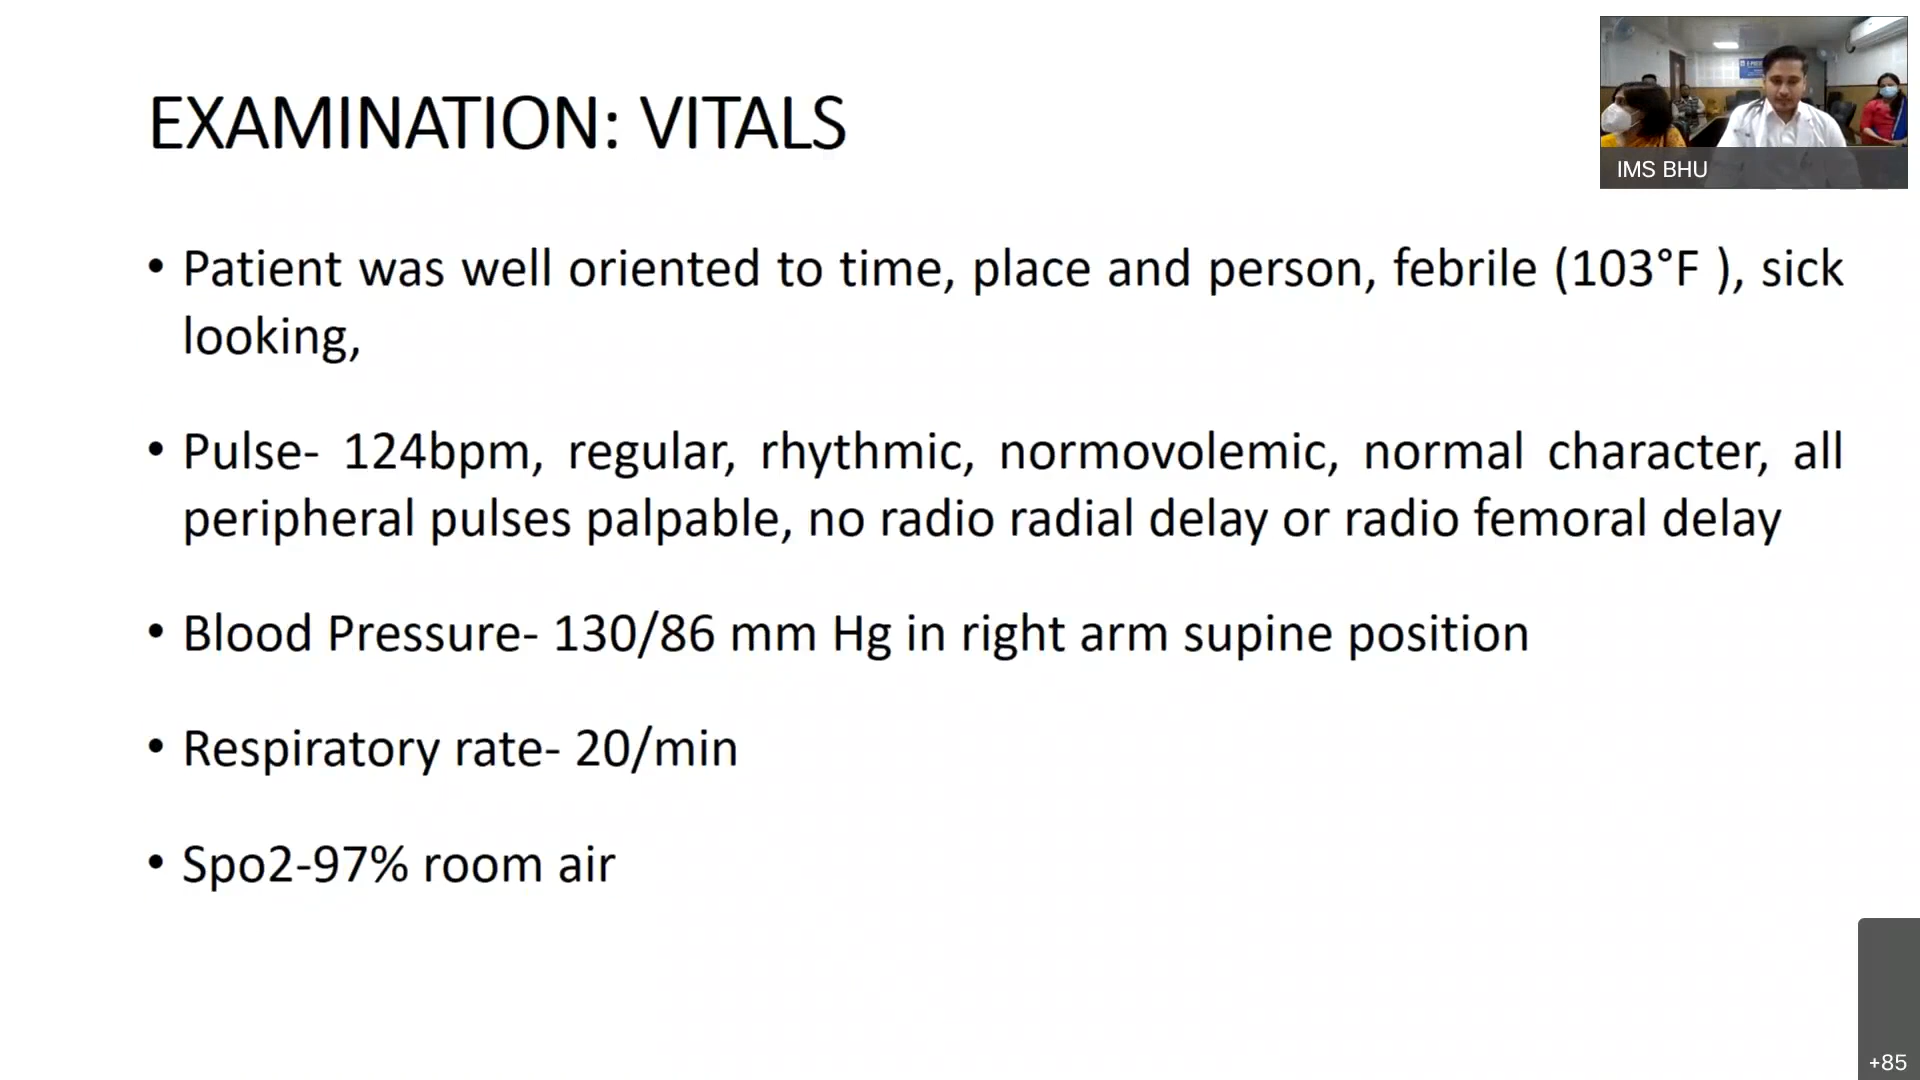 EXAMINATION: VITALS
IMS BHU
• Patient was well oriented to time, place and person, febrile (103°F ), sick
looking,
• Pulse- 124bpm, regular, rhythmic, normovolemic, normal character, all
peripheral pulses palpable, no radio radial delay or radio femoral delay
• Blood Pressure- 130/86 mm Hg in right arm supine position
• Respiratory rate- 20/min
• Spo2-97% room air
+85